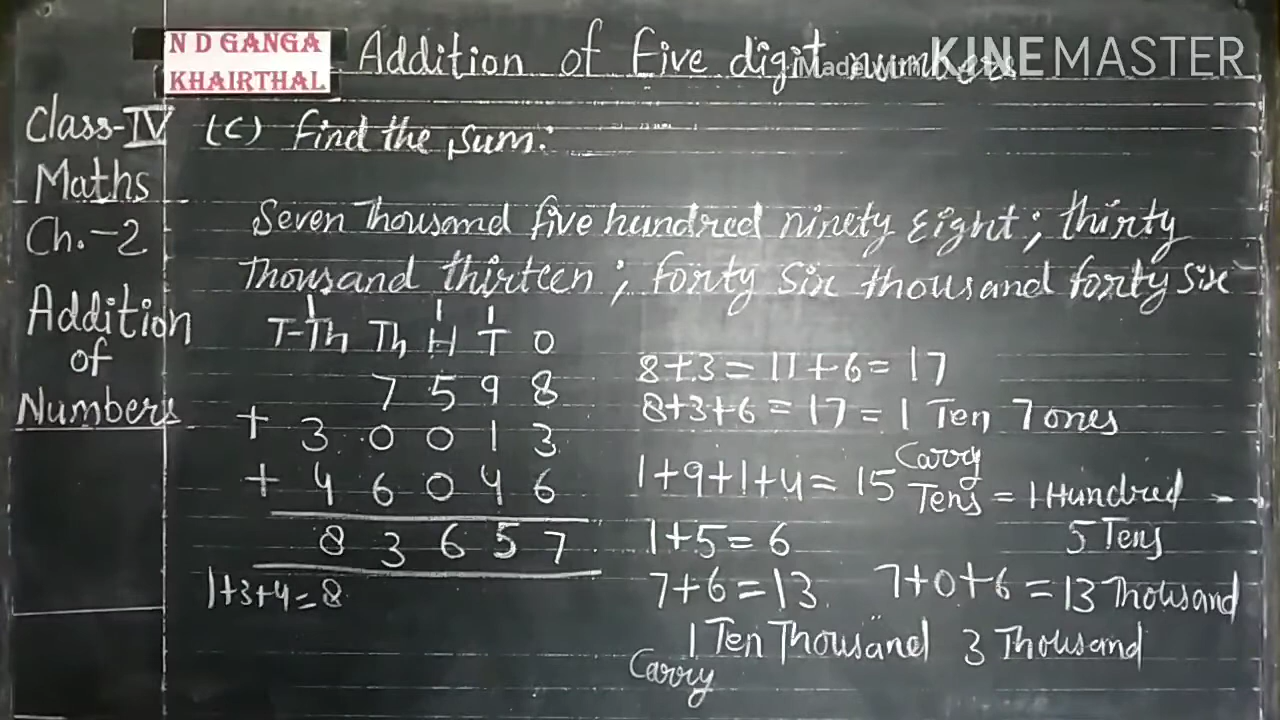 N D GANGA
KHAIRTHAL
Addition of five digit numbers
Made with
KINEMASTER
Class-IV
Maths
Ch.-2
Addition
of
Numbers
(C) find the sum:
Seven Thousand five hundred ninety Eight; thirty
Thousand thirteen; forty six thousand forty six
1 1 1
T-Th Th H T O
7 5 9 8
+ 3 0 0 1 3
+ 4 6 0 4 6
8 3 6 5 7
1+3+4=8
8+3=11+6=17
8+3+6=17=1 Ten 7 ones
Carry
1+9+1+4=15 Tens=1 Hundred
5 Tens
1+5=6
7+6=13 7+0+6=13 Thousand
1 Ten Thousand 3 Thousand
Carry